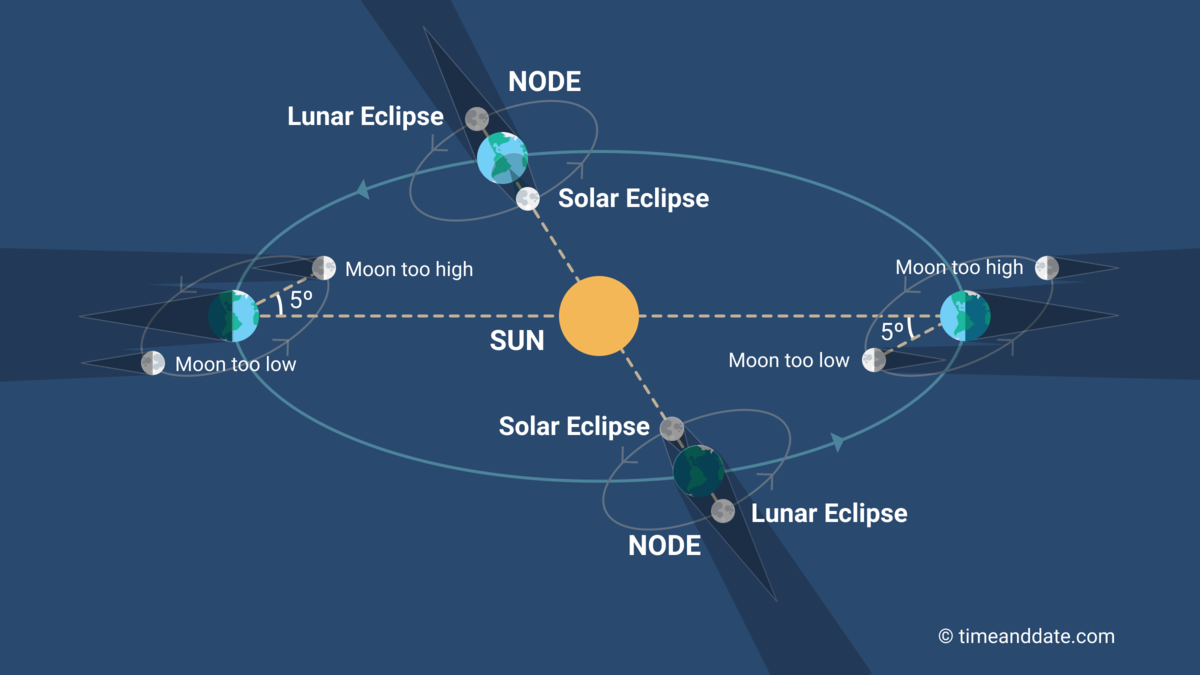 NODE
Lunar Eclipse
Solar Eclipse
Moon too high
Moon too high
5º
SUN
5º
Moon too low
Moon too low
Solar Eclipse
Lunar Eclipse
NODE
© timeanddate.com